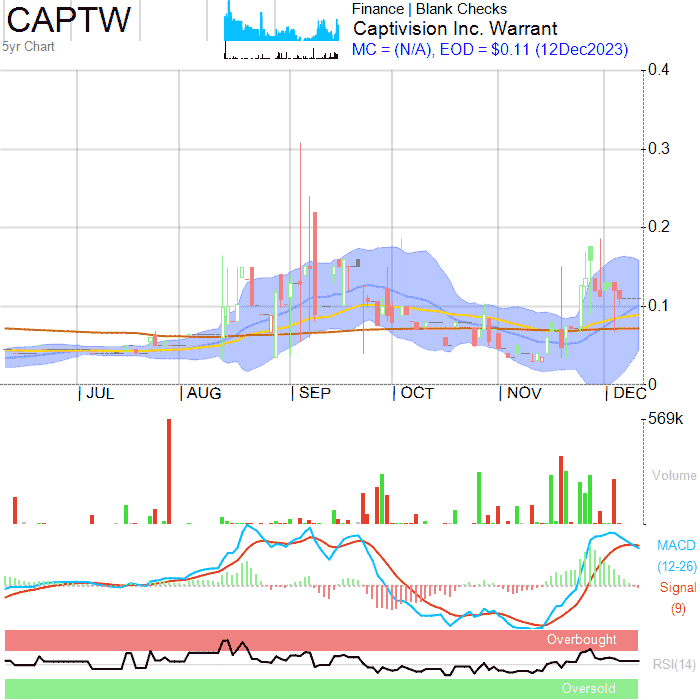 CAPTW
5yr Chart
Finance | Blank Checks
Captivision Inc. Warrant
MC = (N/A), EOD = $0.11 (12Dec2023)
0.4
0.3
0.2
0.1
0
JUL
AUG
SEP
OCT
NOV
DEC
569k
Volume
MACD
(12-26)
Signal
(9)
Overbought
RSI(14)
Oversold